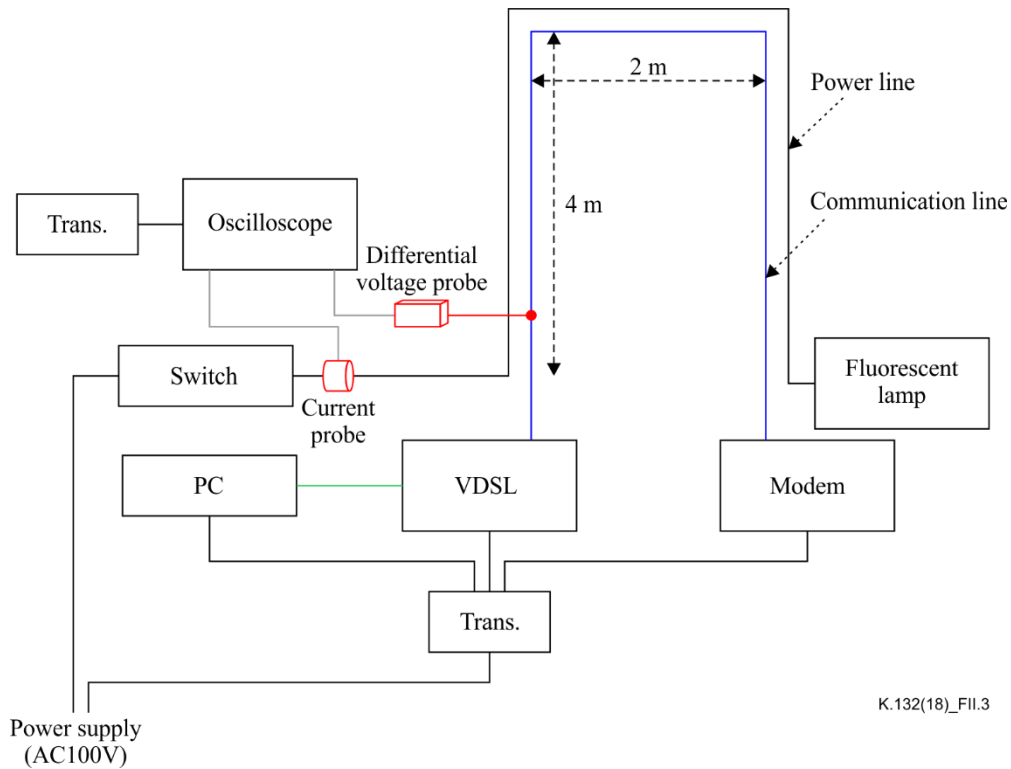 2 m
Power line
4 m
Communication line
Trans.
Oscilloscope
Differential
voltage probe
Switch
Current
probe
Fluorescent
lamp
PC
VDSL
Modem
Trans.
Power supply
(AC100V)
K.132(18)_FII.3